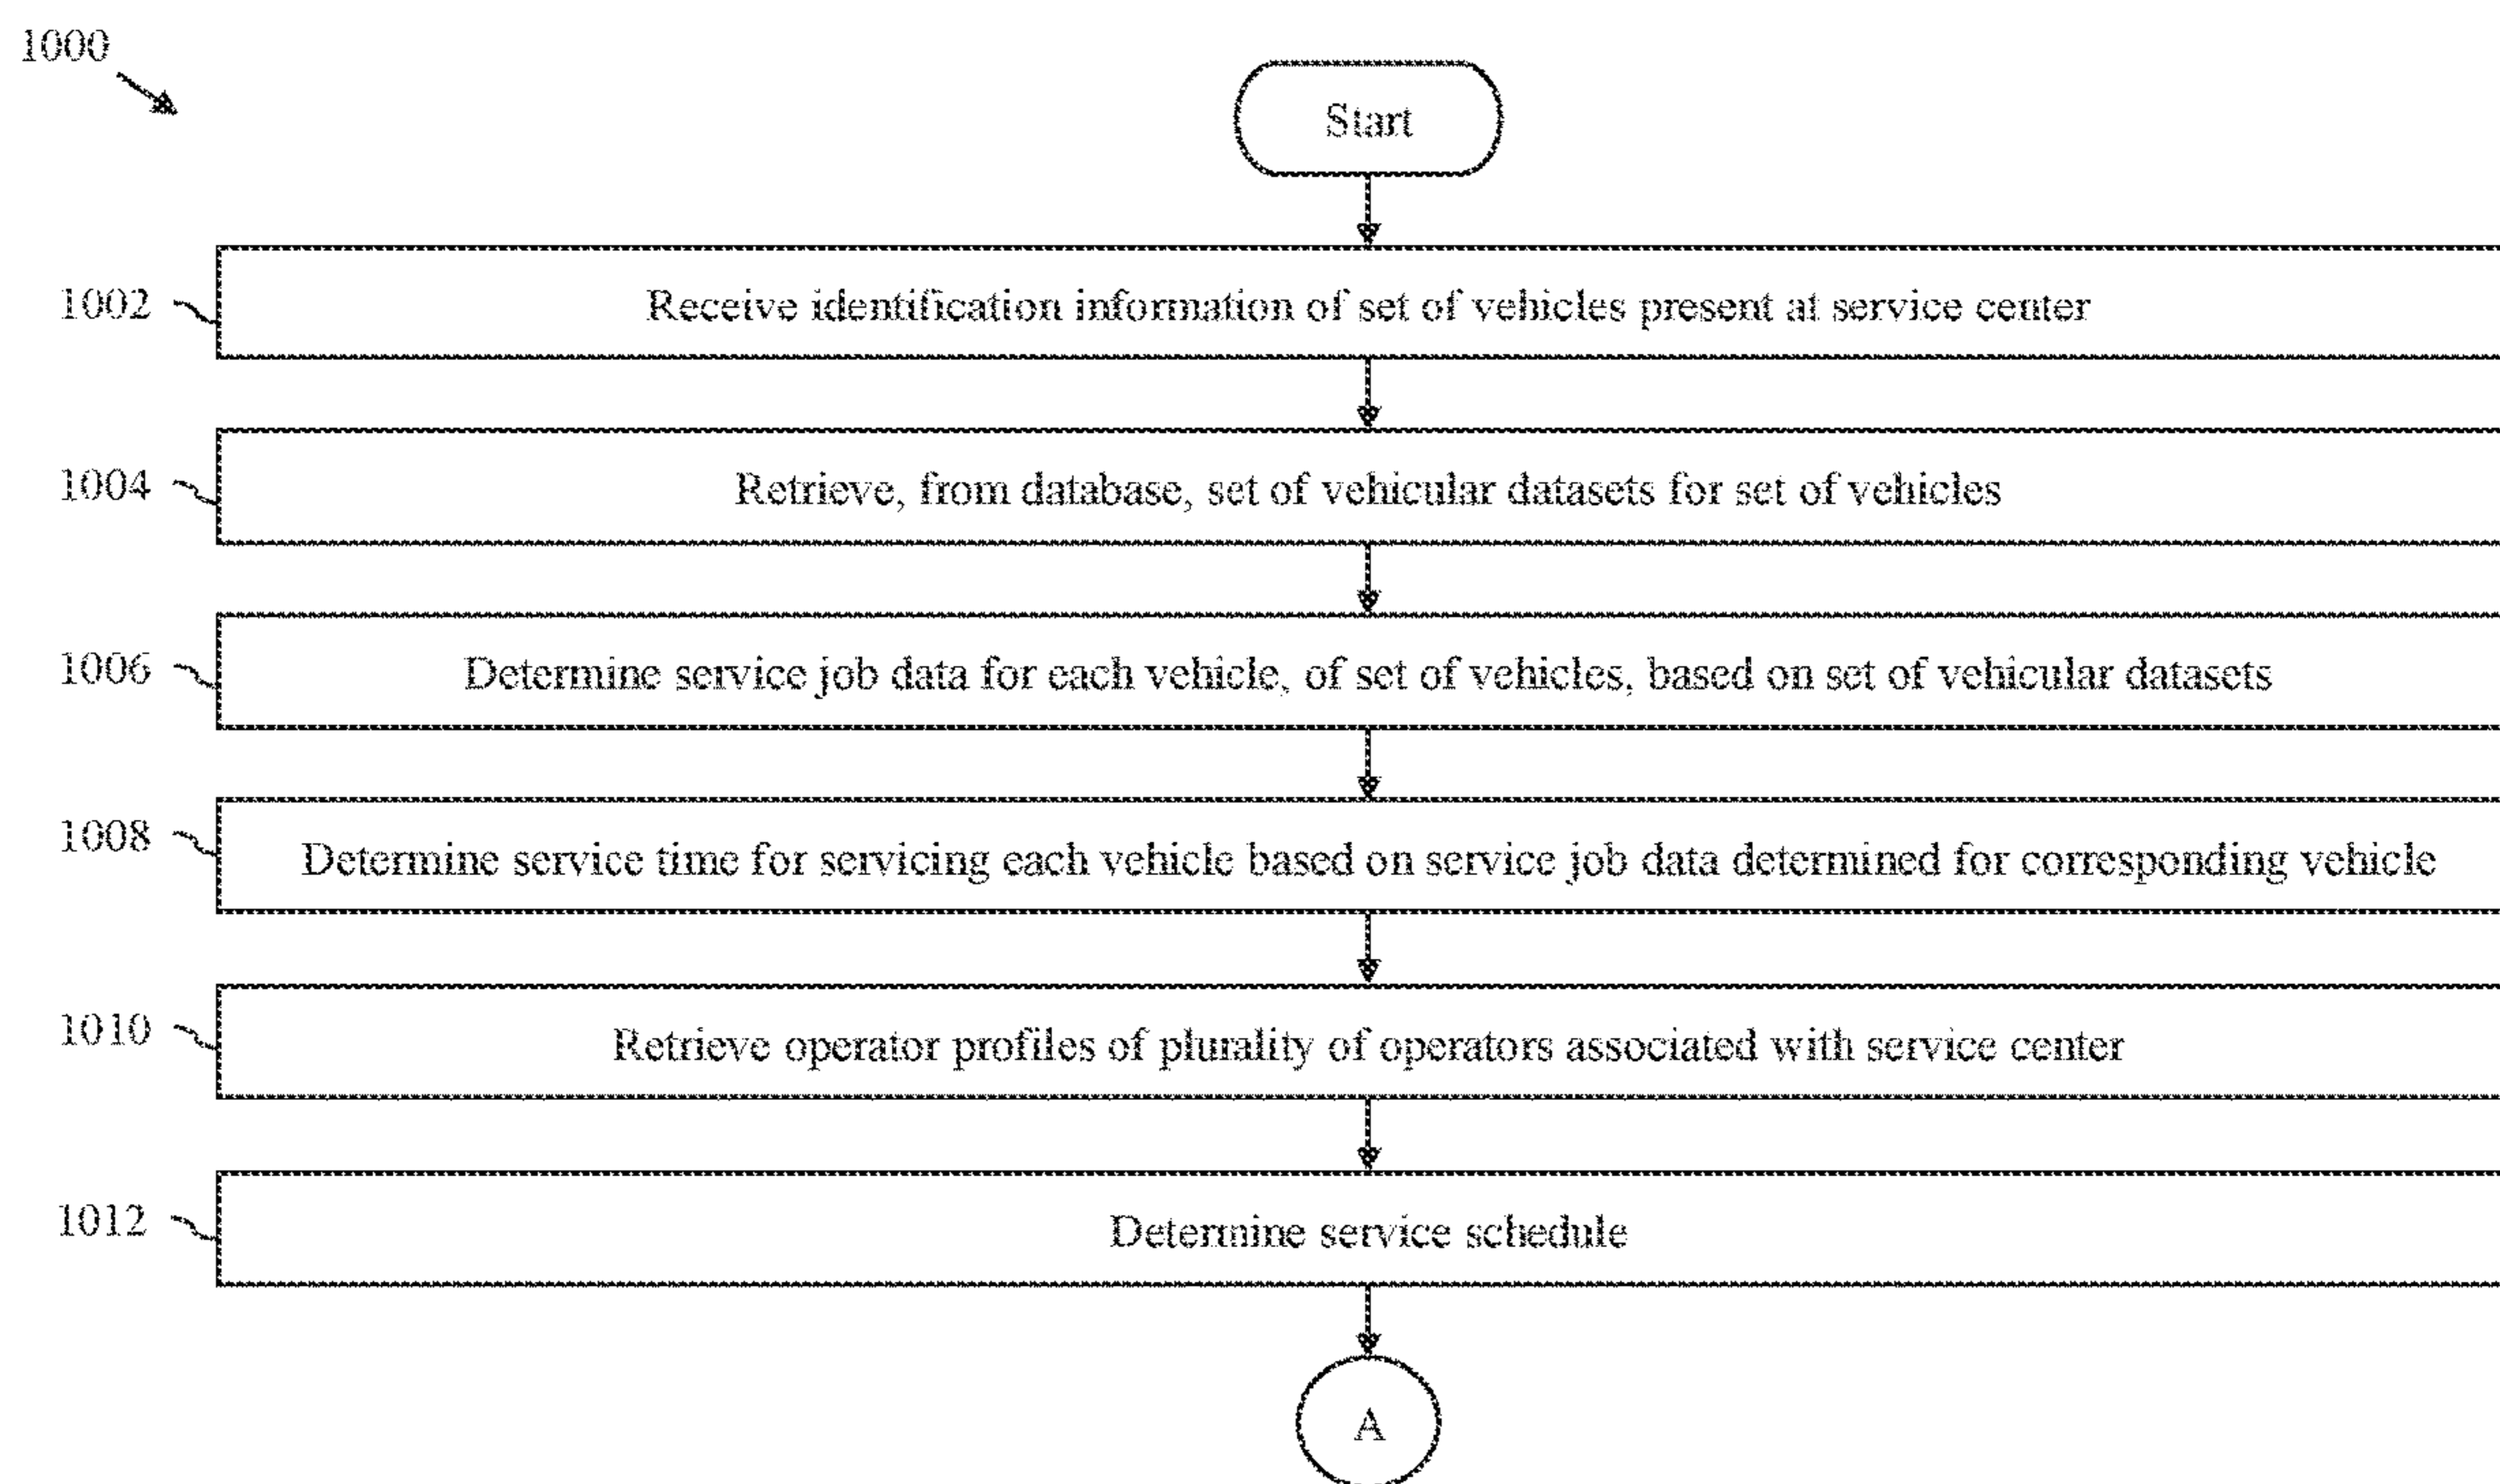 1000
Start
1002
Receive identification information of set of vehicles present at service center
1004
Retrieve, from database, set of vehicular datasets for set of vehicles
1006
Determine service job data for each vehicle, of set of vehicles, based on set of vehicular datasets
1008
Determine service time for servicing each vehicle based on service job data determined for corresponding vehicle
1010
Retrieve operator profiles of plurality of operators associated with service center
1012
Determine service schedule
A